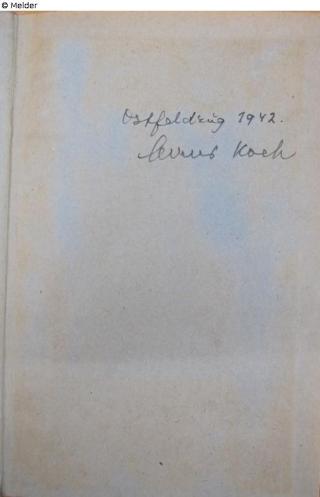 © Melder
Ostfeldzug 1942.
Koch